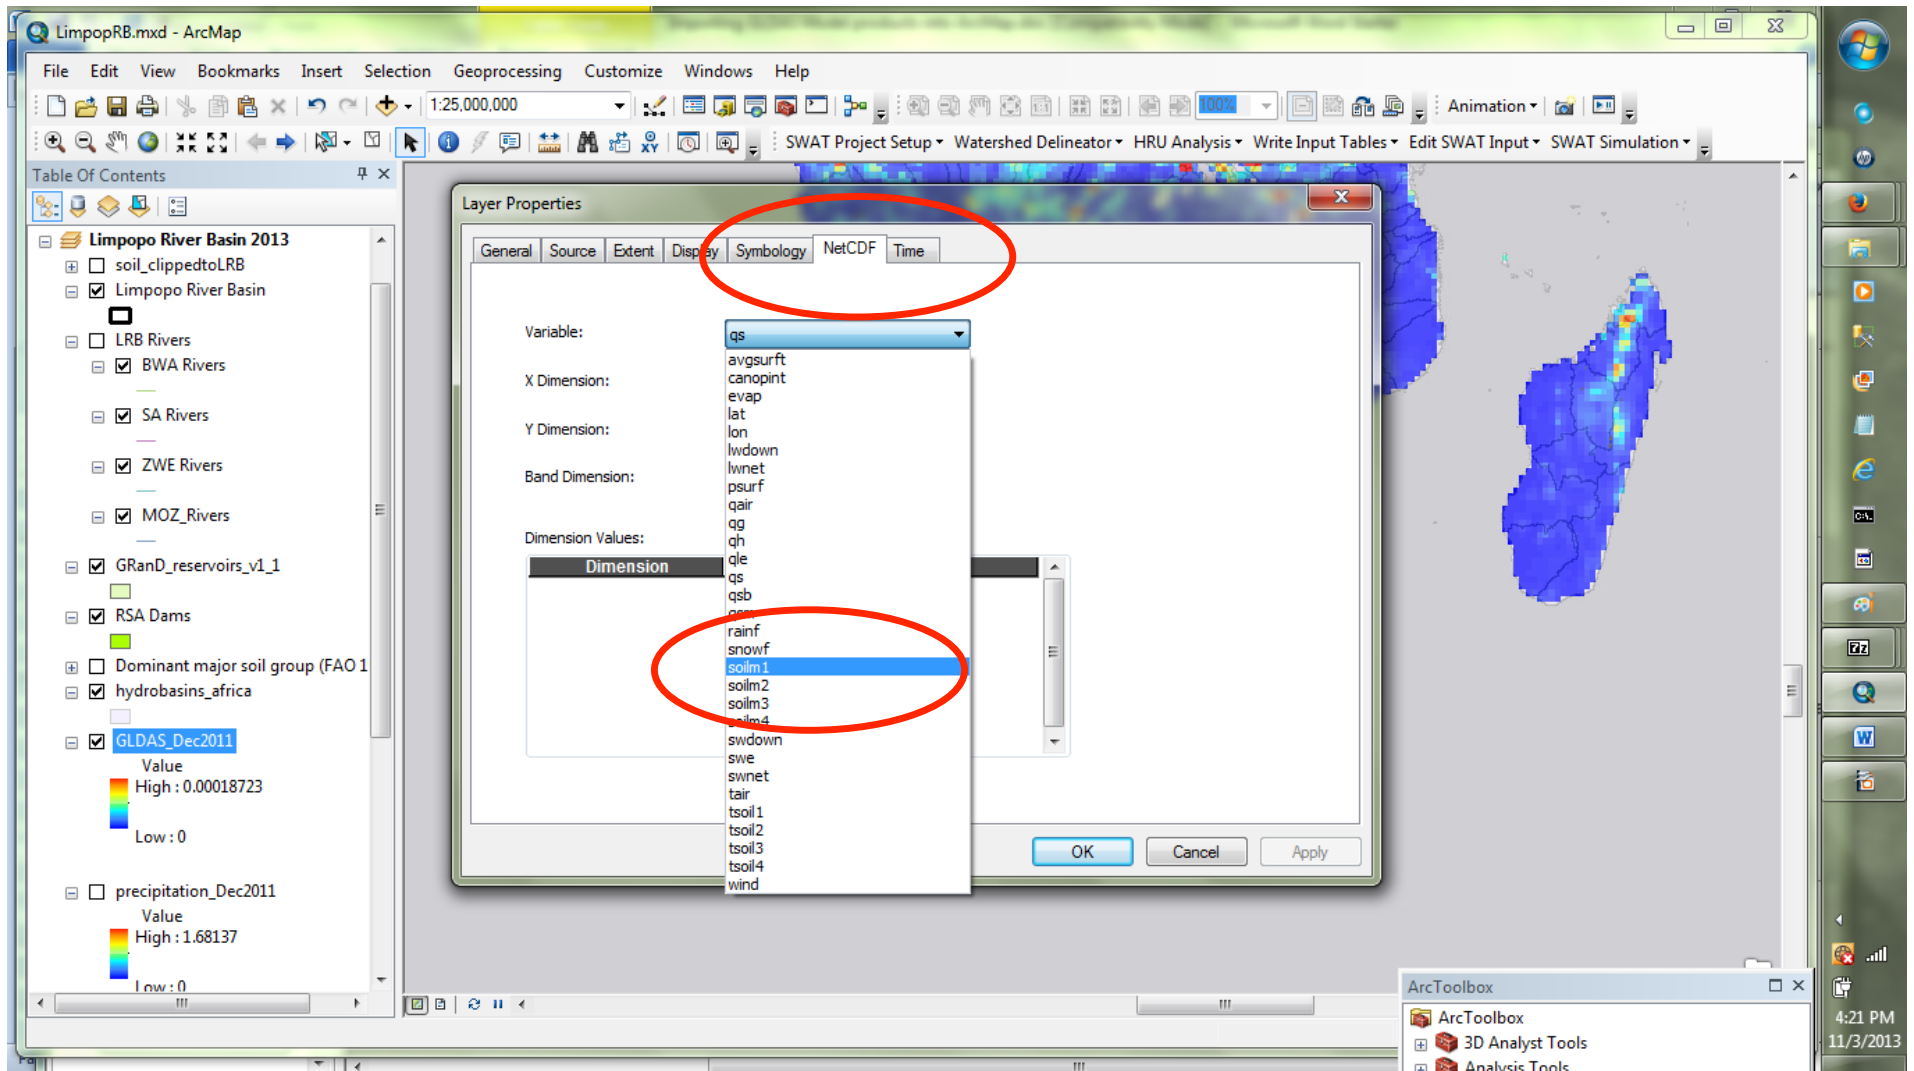 LimpopRB.mxd - ArcMap
File Edit View Bookmarks Insert Selection Geoprocessing Customize Windows Help
1:25,000,000
100%
Animation
SWAT Project Setup Watershed Delineator HRU Analysis Write Input Tables Edit SWAT Input SWAT Simulation
Table Of Contents
Limpopo River Basin 2013
soil_clippedtoLRB
Limpopo River Basin
LRB Rivers
BWA Rivers
SA Rivers
ZWE Rivers
MOZ_Rivers
GRanD_reservoirs_v1_1
RSA Dams
Dominant major soil group (FAO 1
hydrobasins_africa
GLDAS_Dec2011
Value
High : 0.00018723
Low : 0
precipitation_Dec2011
Value
High : 1.68137
Low : 0
Layer Properties
General Source Extent Display Symbology NetCDF Time
Variable:
qs
X Dimension:
Y Dimension:
Band Dimension:
Dimension Values:
Dimension
avgsurft
canopint
evap
lat
lon
lwdown
lwnet
psurf
qair
qg
qh
qle
qs
qsb
rainf
snowf
soilm1
soilm2
soilm3
soilm4
swdown
swe
swnet
tair
tsoil1
tsoil2
tsoil3
tsoil4
wind
OK Cancel Apply
ArcToolbox
ArcToolbox
3D Analyst Tools
Analysis Tools
4:21 PM
11/3/2013